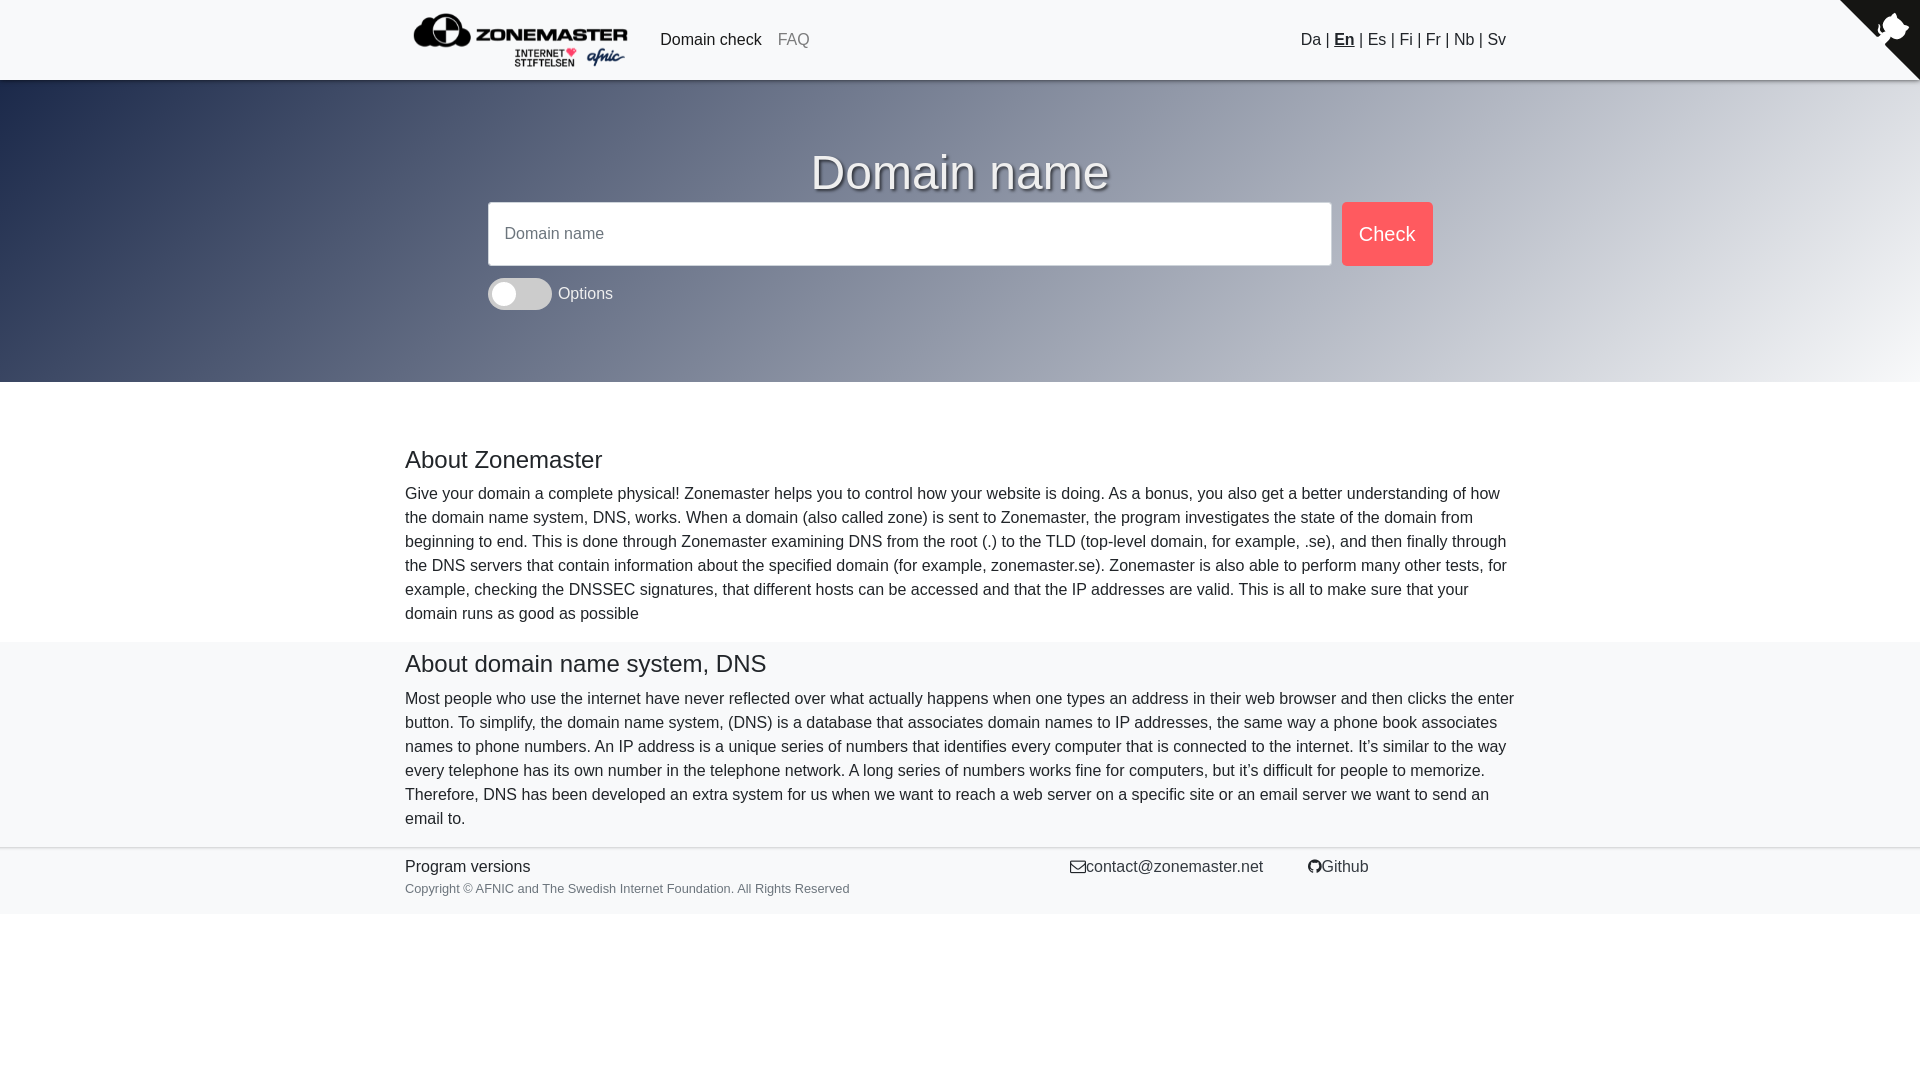 ZONEMASTER
INTERNET STIFTELSEN afnic
Domain check FAQ
Da | En | Es | Fi | Fr | Nb | Sv
Domain name
Domain name
Check
Options
About Zonemaster
Give your domain a complete physical! Zonemaster helps you to control how your website is doing. As a bonus, you also get a better understanding of how
the domain name system, DNS, works. When a domain (also called zone) is sent to Zonemaster, the program investigates the state of the domain from
beginning to end. This is done through Zonemaster examining DNS from the root (.) to the TLD (top-level domain, for example, .se), and then finally through
the DNS servers that contain information about the specified domain (for example, zonemaster.se). Zonemaster is also able to perform many other tests, for
example, checking the DNSSEC signatures, that different hosts can be accessed and that the IP addresses are valid. This is all to make sure that your
domain runs as good as possible
About domain name system, DNS
Most people who use the internet have never reflected over what actually happens when one types an address in their web browser and then clicks the enter
button. To simplify, the domain name system, (DNS) is a database that associates domain names to IP addresses, the same way a phone book associates
names to phone numbers. An IP address is a unique series of numbers that identifies every computer that is connected to the internet. It’s similar to the way
every telephone has its own number in the telephone network. A long series of numbers works fine for computers, but it’s difficult for people to memorize.
Therefore, DNS has been developed an extra system for us when we want to reach a web server on a specific site or an email server we want to send an
email to.
Program versions
contact@zonemaster.net
Github
Copyright © AFNIC and The Swedish Internet Foundation. All Rights Reserved